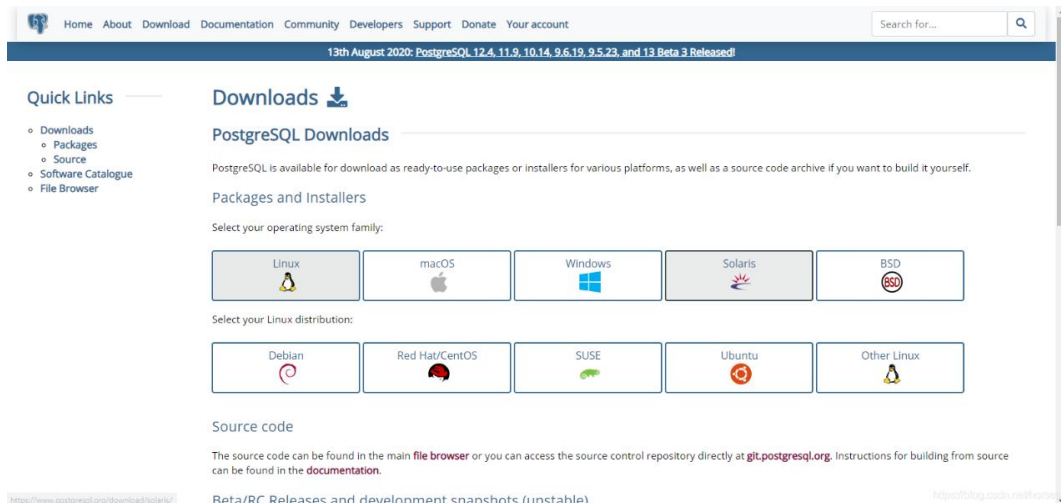 Home About Download Documentation Community Developers Support Donate Your account
Search for...
13th August 2020: PostgreSQL 12.4, 11.9, 10.14, 9.6.19, 9.5.23, and 13 Beta 3 Released!
Quick Links
Downloads
Packages
Source
Software Catalogue
File Browser
Downloads
PostgreSQL Downloads
PostgreSQL is available for download as ready-to-use packages or installers for various platforms, as well as a source code archive if you want to build it yourself.
Packages and Installers
Select your operating system family:
Linux
macOS
Windows
Solaris
BSD
BSD
Select your Linux distribution:
Debian
Red Hat/CentOS
SUSE
Ubuntu
Other Linux
Source code
The source code can be found in the main file browser or you can access the source control repository directly at git.postgresql.org. Instructions for building from source
can be found in the documentation.
Beta/RC Releases and development snapshots (unstable)
https://www.postgresql.org/download/solaris/